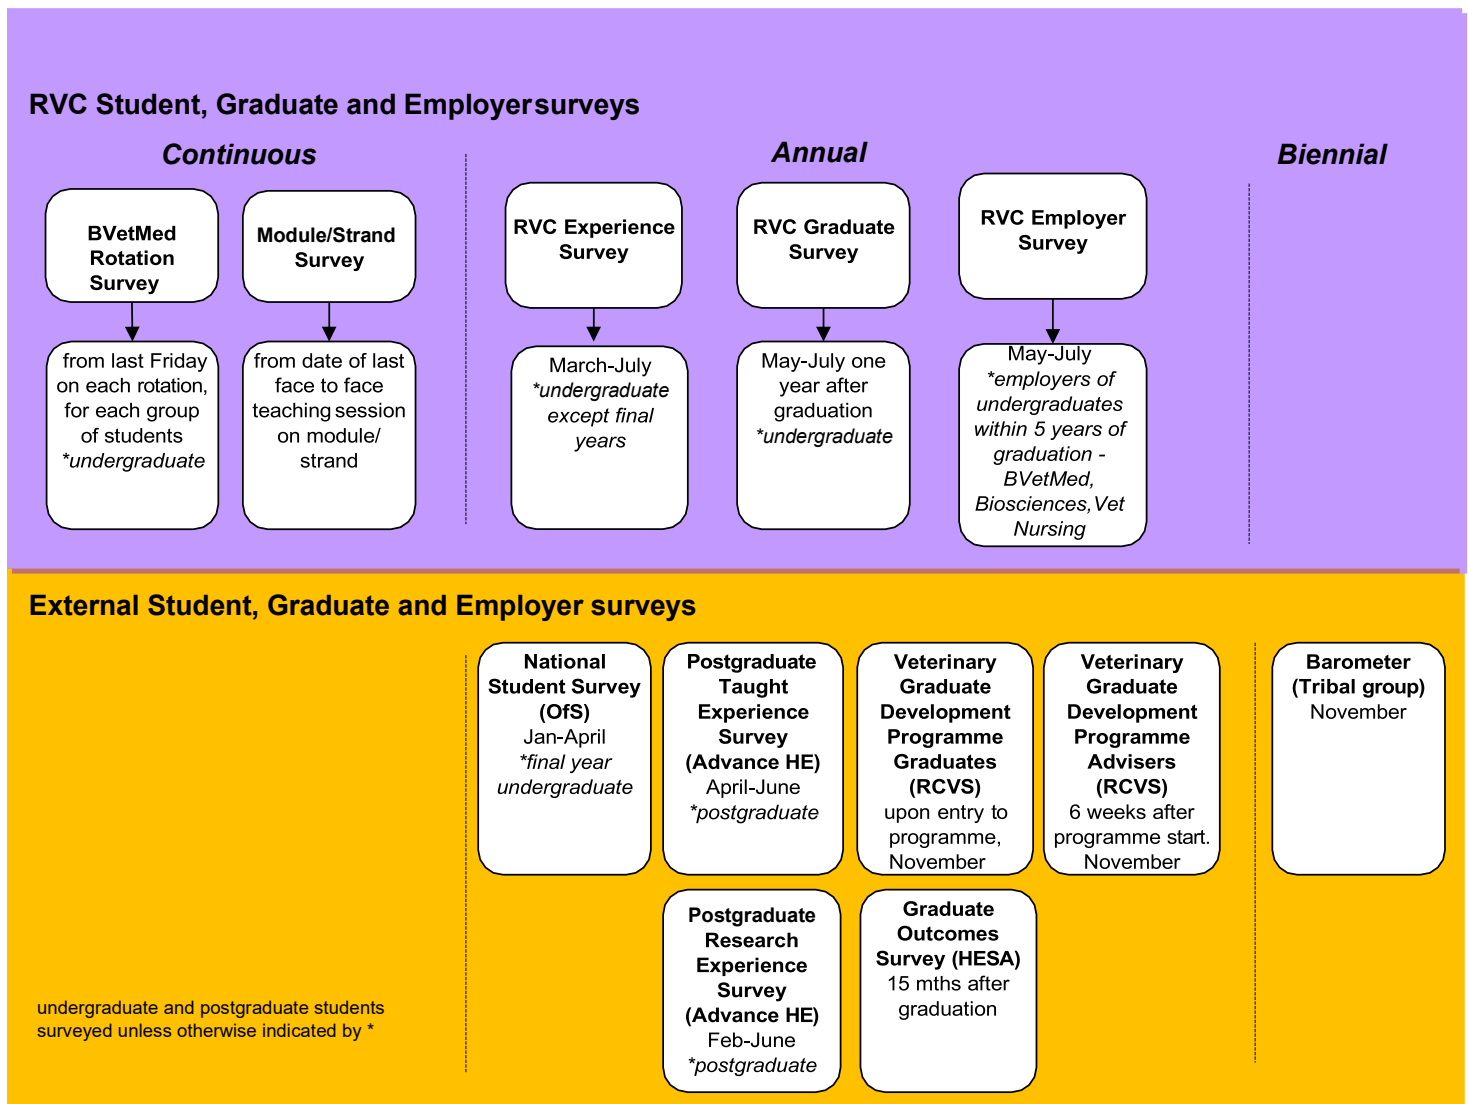 RVC Student, Graduate and Employer surveys
Continuous
Annual
Biennial
BVetMed
Rotation
Survey
Module/Strand
Survey
RVC Experience
Survey
RVC Graduate
Survey
RVC Employer
Survey
from last Friday
on each rotation,
for each group
of students
*undergraduate
from date of last
face to face
teaching session
on module/
strand
March-July
*undergraduate
except final
years
May-July one
year after
graduation
*undergraduate
May-July
*employers of
undergraduates
within 5 years of
graduation -
BVetMed,
Biosciences, Vet
Nursing
External Student, Graduate and Employer surveys
National
Student Survey
(OfS)
Jan-April
*final year
undergraduate
Postgraduate
Taught
Experience
Survey
(Advance HE)
April-June
*postgraduate
Veterinary
Graduate
Development
Programme
Graduates
(RCVS)
upon entry to
programme,
November
Veterinary
Graduate
Development
Programme
Advisers
(RCVS)
6 weeks after
programme start.
November
Barometer
(Tribal group)
November
Postgraduate
Research
Experience
Survey
(Advance HE)
Feb-June
*postgraduate
Graduate
Outcomes
Survey (HESA)
15 mths after
graduation
undergraduate and postgraduate students
surveyed unless otherwise indicated by *